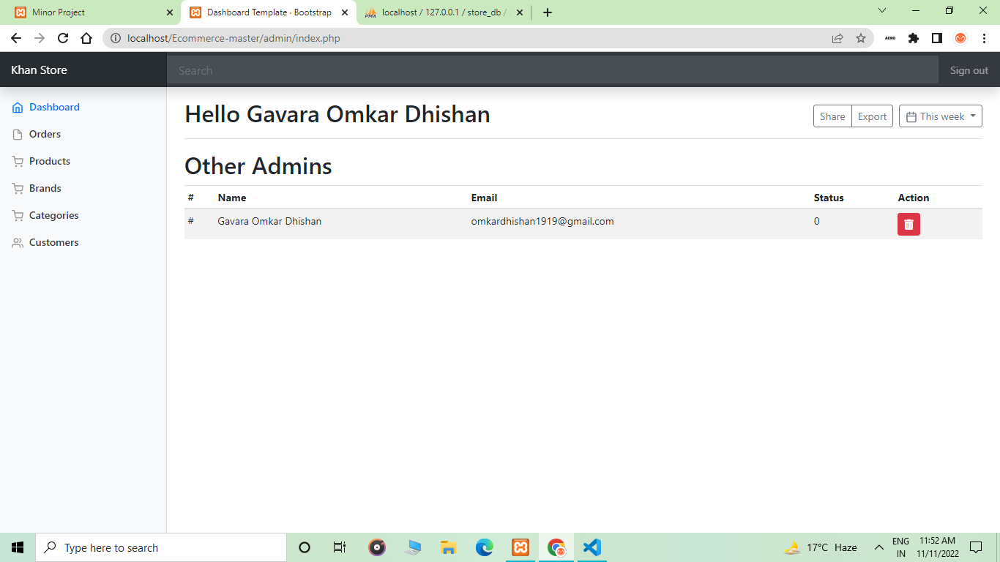 Minor Project
Dashboard Template · Bootstrap
localhost / 127.0.0.1 / store_db /
localhost/Ecommerce-master/admin/index.php
AERO
Khan Store
Search
Sign out
Dashboard
Orders
Products
Brands
Categories
Customers
Hello Gavara Omkar Dhishan
Share Export This week
Other Admins
# Name Email Status Action
# Gavara Omkar Dhishan omkardhishan1919@gmail.com 0
Type here to search
17°C Haze
ENG
IN
11:52 AM
11/11/2022